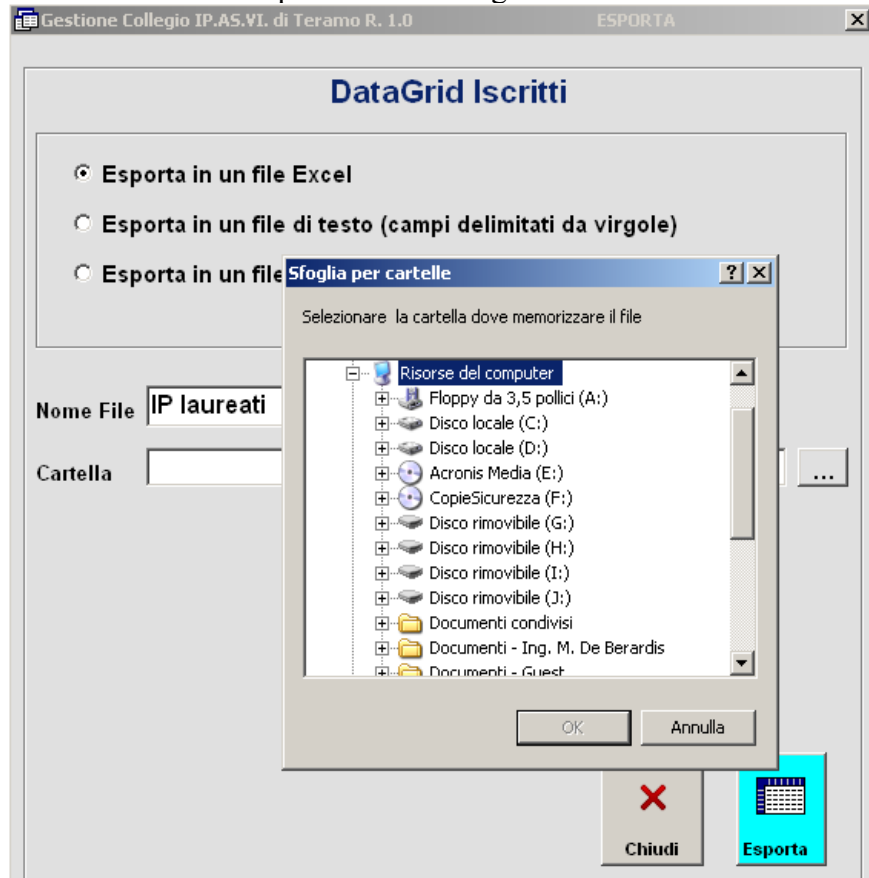 Gestione Collegio IP.AS.VI. di Teramo R. 1.0 ESPORTA
DataGrid Iscritti
Esporta in un file Excel
Esporta in un file di testo (campi delimitati da virgole)
Esporta in un file
Sfoglia per cartelle
Selezionare la cartella dove memorizzare il file
Risorse del computer
Floppy da 3,5 pollici (A:)
Disco locale (C:)
Disco locale (D:)
Acronis Media (E:)
CopieSicurezza (F:)
Disco rimovibile (G:)
Disco rimovibile (H:)
Disco rimovibile (I:)
Disco rimovibile (J:)
Documenti condivisi
Documenti - Ing. M. De Berardis
Documenti - Guest
Nome File IP laureati
Cartella ...
OK Annulla
Chiudi Esporta